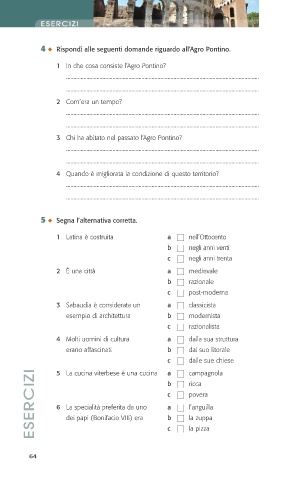 ESERCIZI
4 ◆ Rispondi alle seguenti domande riguardo all'Agro Pontino.
1 In che cosa consiste l'Agro Pontino?
2 Com'era un tempo?
3 Chi ha abitato nel passato l'Agro Pontino?
4 Quando è migliorata la condizione di questo territorio?
5 ◆ Segna l'alternativa corretta.
1 Latina è costruita a nell'Ottocento
b negli anni venti
c negli anni trenta
2 È una città a medievale
b razionale
c post-moderna
3 Sabaudia è considerata un a classicista
esempio di architettura b modernista
c razionalista
4 Molti uomini di cultura a dalla sua struttura
erano affascinati b dal suo litorale
c dalle sue chiese
5 La cucina viterbese è una cucina a campagnola
b ricca
c povera
6 La specialità preferita da uno a l'anguilla
dei papi (Bonifacio VIII) era b la zuppa
c la pizza
ESERCIZI
64